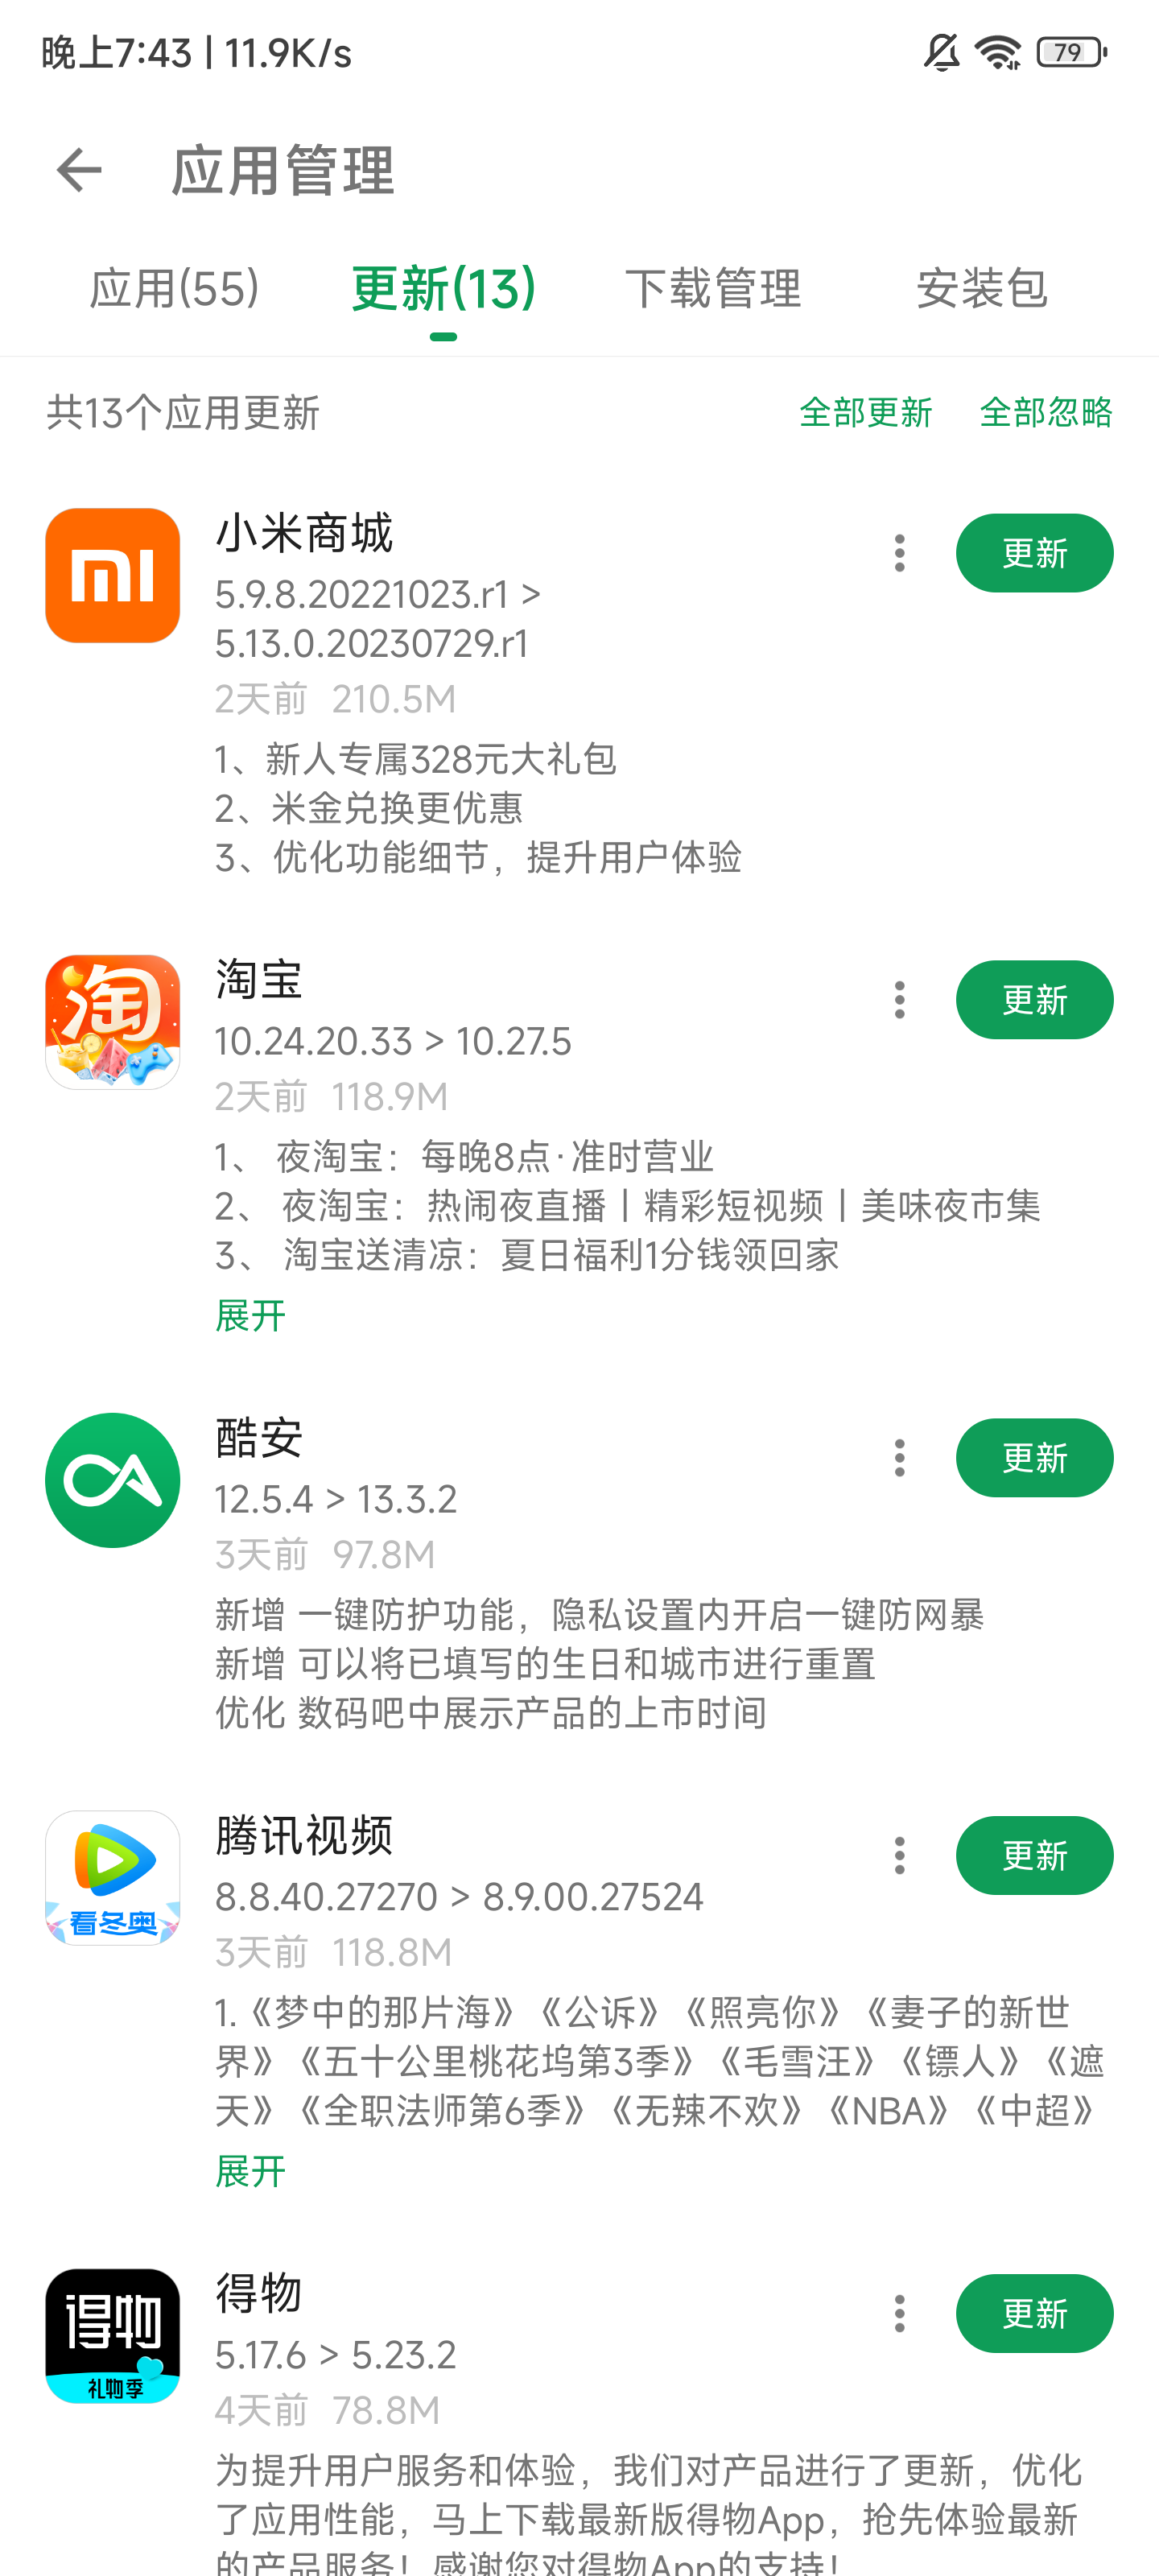 晚上7:43 | 11.9K/s
79
应用管理
应用(55)
更新(13)
下载管理
安装包
共13个应用更新
全部更新
全部忽略
小米商城
更新
5.9.8.20221023.r1 >
5.13.0.20230729.r1
2天前 210.5M
1、新人专属328元大礼包
2、米金兑换更优惠
3、优化功能细节，提升用户体验
淘
淘宝
更新
10.24.20.33 > 10.27.5
2天前 118.9M
1、 夜淘宝：每晚8点·准时营业
2、 夜淘宝：热闹夜直播丨精彩短视频丨美味夜市集
3、 淘宝送清凉：夏日福利1分钱领回家
展开
酷安
更新
12.5.4 > 13.3.2
3天前 97.8M
新增 一键防护功能，隐私设置内开启一键防网暴
新增 可以将已填写的生日和城市进行重置
优化 数码吧中展示产品的上市时间
看冬奥
腾讯视频
更新
8.8.40.27270 > 8.9.00.27524
3天前 118.8M
1.《梦中的那片海》《公诉》《照亮你》《妻子的新世
界》《五十公里桃花坞第3季》《毛雪汪》《镖人》《遮
天》《全职法师第6季》《无辣不欢》《NBA》《中超》
展开
得物
礼物季
得物
更新
5.17.6 > 5.23.2
4天前 78.8M
为提升用户服务和体验，我们对产品进行了更新，优化
了应用性能，马上下载最新版得物App，抢先体验最新
的产品服务！感谢您对得物App的支持！